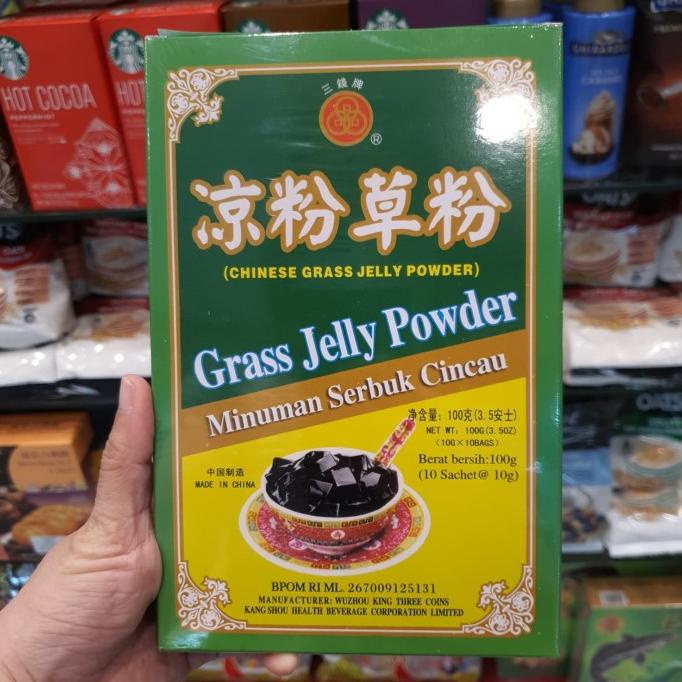 HOT COCOA
PEPPERMINT
HOT
GHIRARDELLI
三錢牌
®
凉粉草粉
(CHINESE GRASS JELLY POWDER)
Grass Jelly Powder
Minuman Serbuk Cincau
净含量: 100克(3.5安士)
NET WT: 100G(3.5OZ)
(10G×10BAGS)
Berat bersih:100g
(10 Sachet@ 10g)
中国制造
MADE IN CHINA
BPOM RI ML. 267009125131
MANUFACTURER: WUZHOU KING THREE COINS
KANG SHOU HEALTH BEVERAGE CORPORATION LIMITED